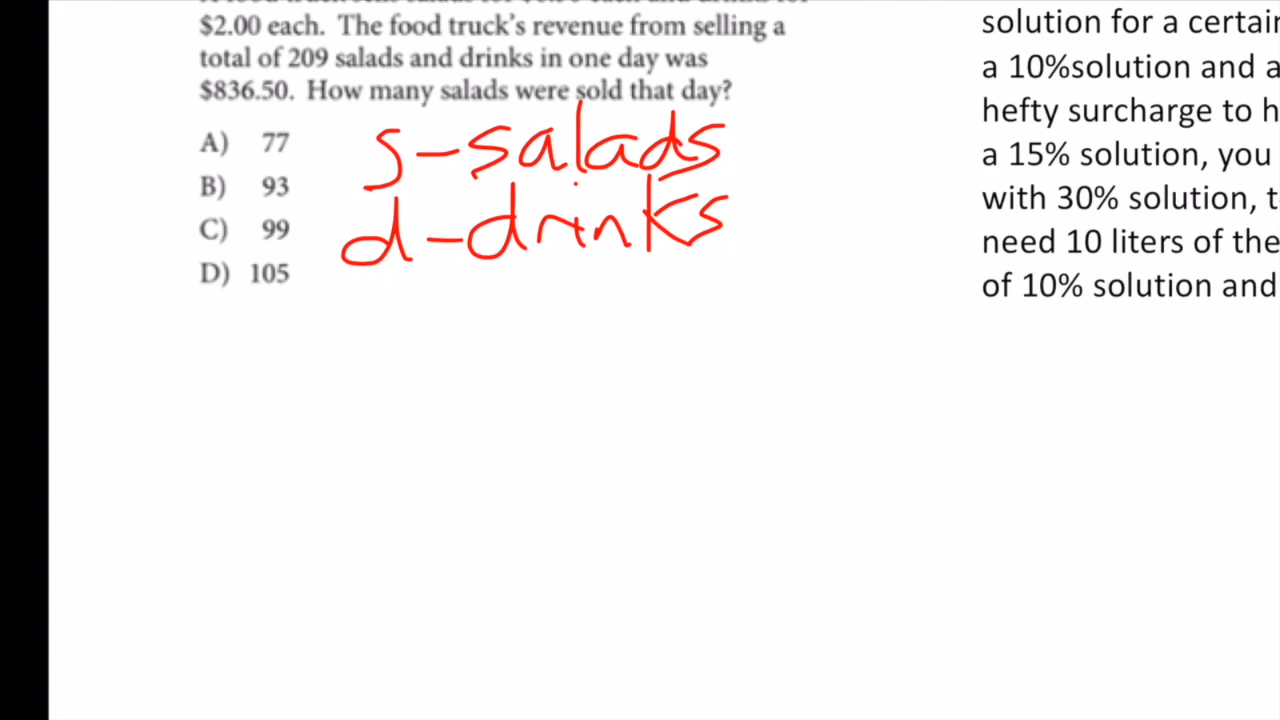 $2.00 each. The food truck's revenue from selling a
total of 209 salads and drinks in one day was
$836.50. How many salads were sold that day?
A) 77
B) 93
C) 99
D) 105
s-salads
d-drinks
solution for a certain
a 10%solution and a
hefty surcharge to h
a 15% solution, you
with 30% solution, t
need 10 liters of the
of 10% solution and